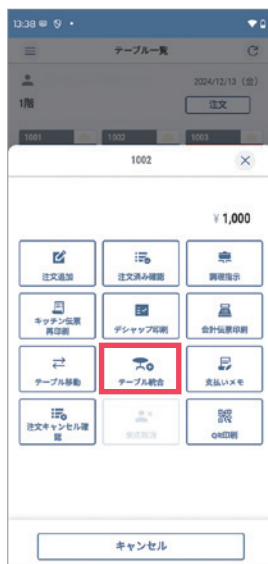 13:38
テーブル一覧
2024/12/13 (金)
1階
注文
1001
1002
1003
1002
¥ 1,000
注文追加
注文済み確認
調理指示
キッチン伝票
再印刷
デシャップ印刷
会計伝票印刷
テーブル移動
テーブル統合
支払いメモ
注文キャンセル確
認
QR印刷
キャンセル